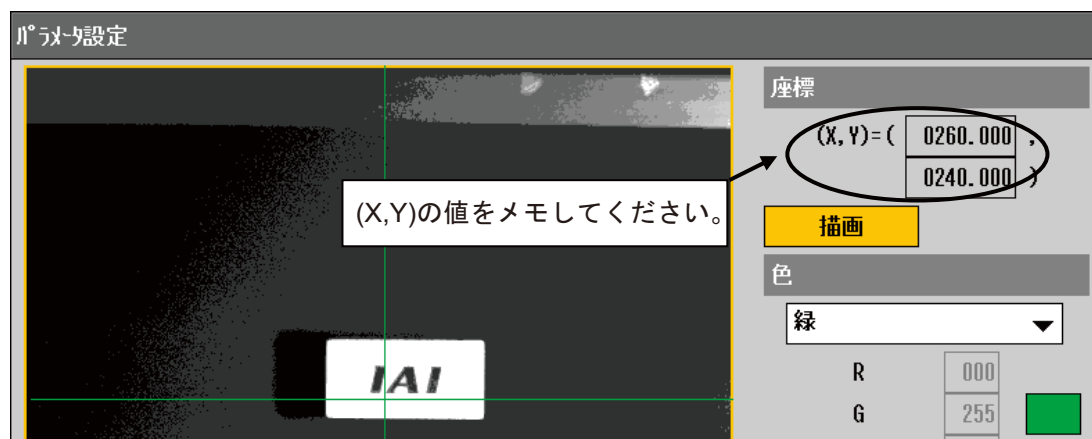 パラメータ設定
座標
(X,Y)=( 0260.000 ,
0240.000 )
(X,Y)の値をメモしてください。
描画
色
緑
IAI
R 000
G 255